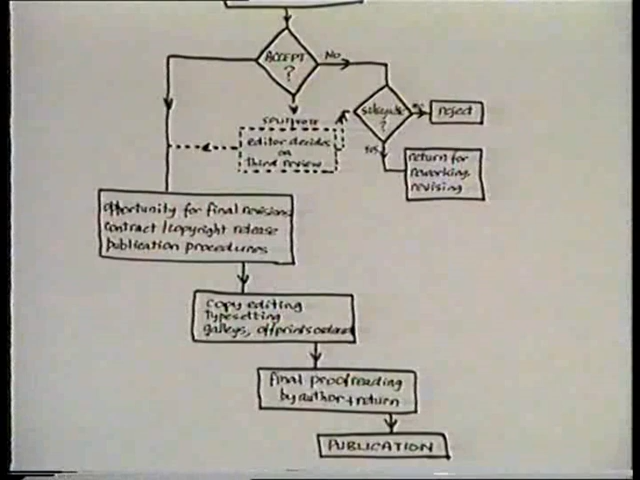 ACCEPT
?
No
split vote
editor decides
on
third review
salvageable
?
No
reject
Yes
return for
reworking,
revising
opportunity for final revisions
contract/copyright release
publication procedures
Copy editing
Typesetting
galleys, offprints ordered
final proofreading
by author + return
PUBLICATION